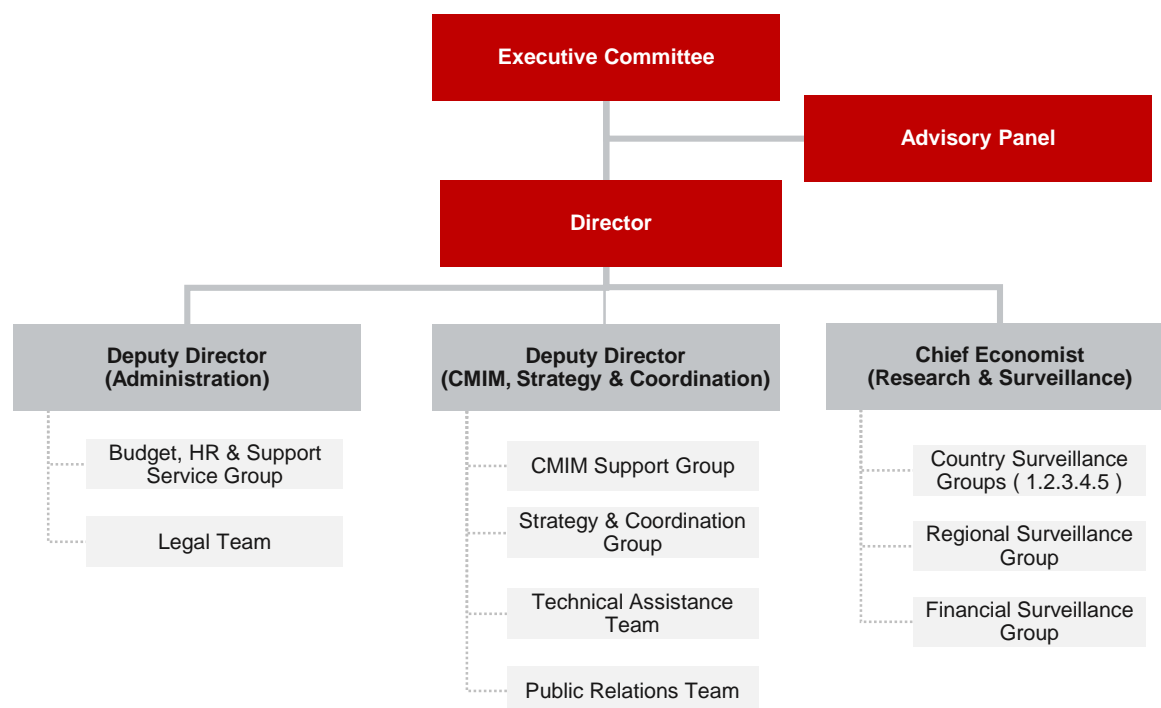 Executive Committee
Advisory Panel
Director
Deputy Director
(Administration)
Deputy Director
(CMIM, Strategy & Coordination)
Chief Economist
(Research & Surveillance)
Budget, HR & Support
Service Group
Legal Team
CMIM Support Group
Strategy & Coordination
Group
Technical Assistance
Team
Public Relations Team
Country Surveillance
Groups ( 1.2.3.4.5 )
Regional Surveillance
Group
Financial Surveillance
Group